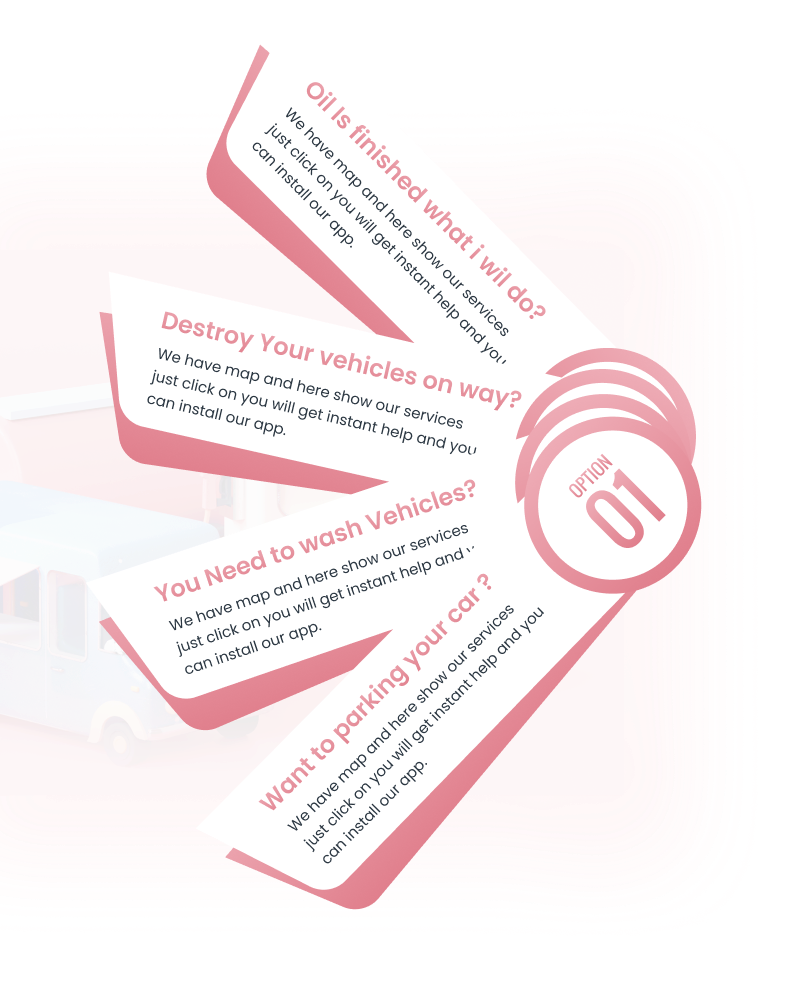 Oil Is finished what i wil do?
We have map and here show our services
just click on you will get instant help and you
can install our app.
Destroy Your vehicles on way?
We have map and here show our services
just click on you will get instant help and you
can install our app.
You Need to wash Vehicles?
We have map and here show our services
just click on you will get instant help and
can install our app.
Want to parking your car ?
We have map and here show our services
just click on you will get instant help and you
can install our app.
OPTION
01